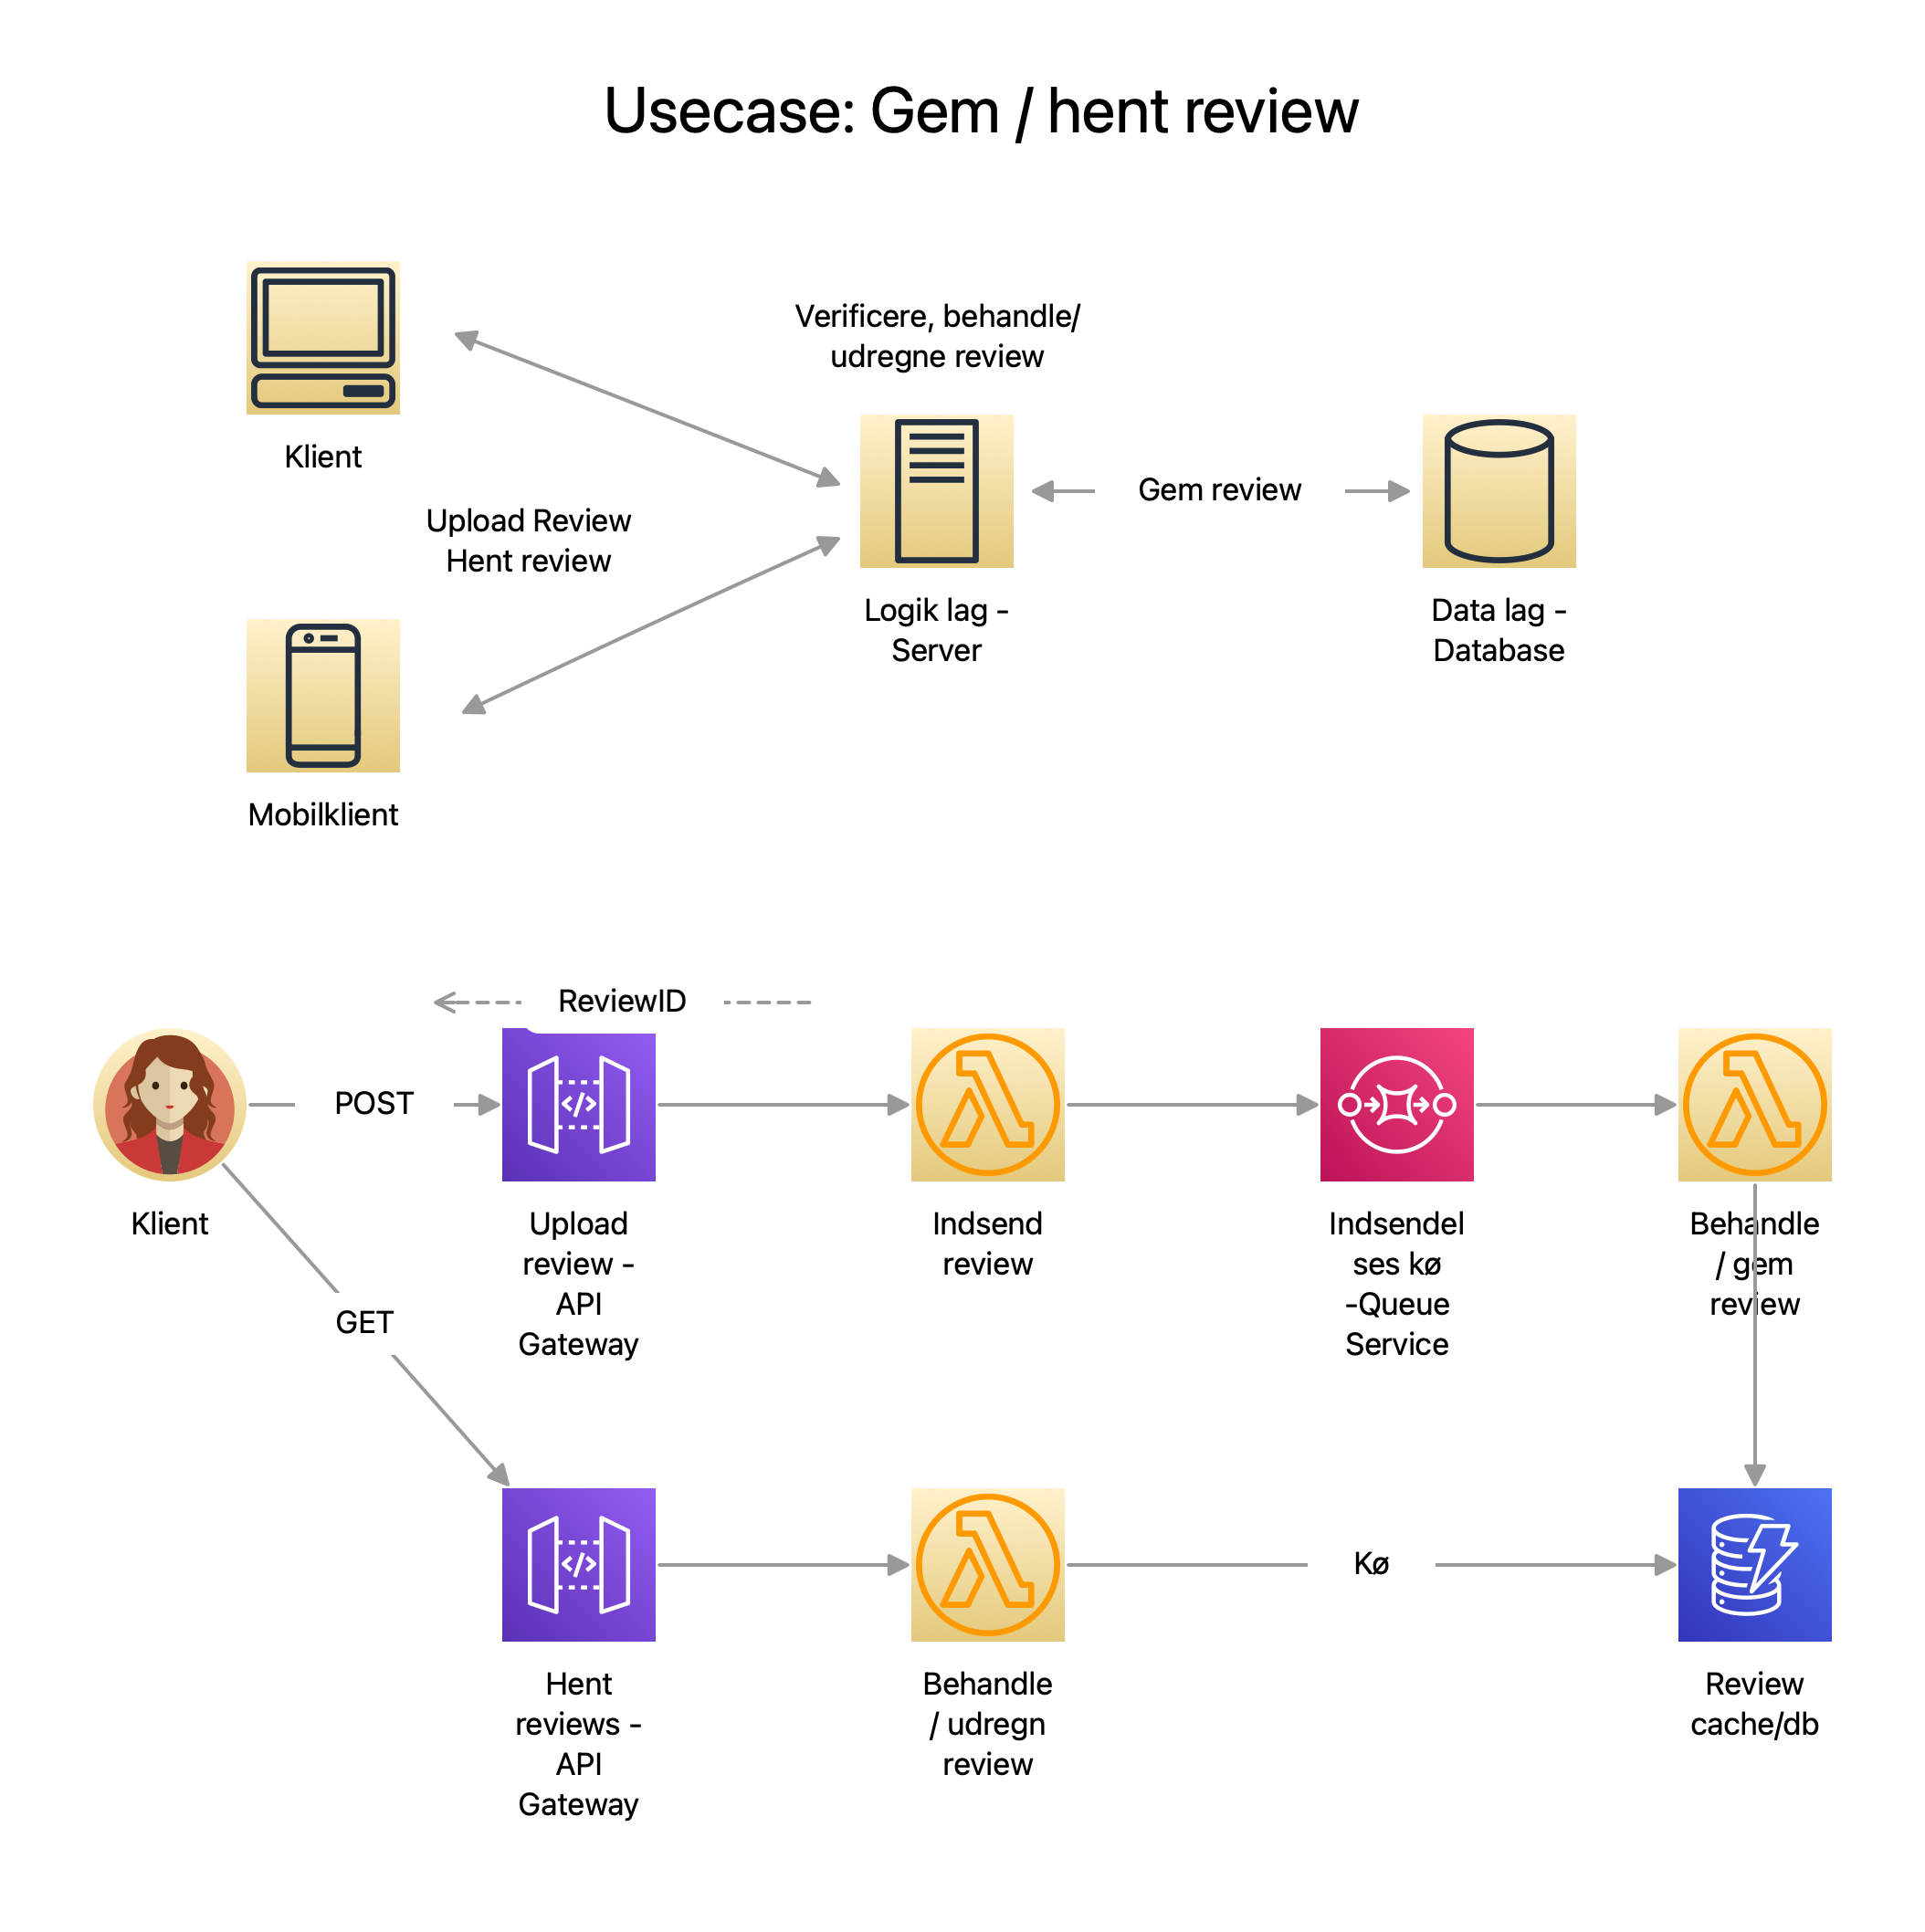 Usecase: Gem / hent review
Verificere, behandle/
udregne review
Klient
Upload Review
Hent review
Gem review
Logik lag -
Server
Data lag -
Database
Mobilklient
ReviewID
POST
Klient
Upload
review -
API
Gateway
Indsend
review
Indsendel
ses kø
-Queue
Service
Behandle
/ gem
review
GET
</>
</>
Kø
Hent
reviews -
API
Gateway
Behandle
/ udregn
review
Review
cache/db